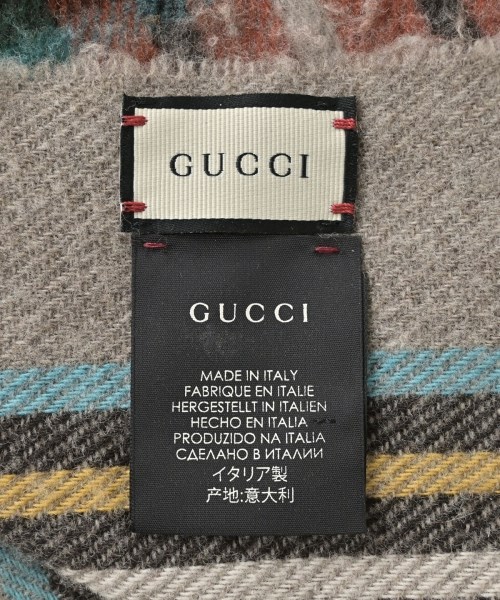 GUCCI
GUCCI
MADE IN ITALY
FABRIQUE EN ITALIE
HERGESTELLT IN ITALIEN
HECHO EN ITALIA
PRODUZIDO NA ITALIA
СДЕЛАНО В ИТАЛИИ
イタリア製
产地:意大利